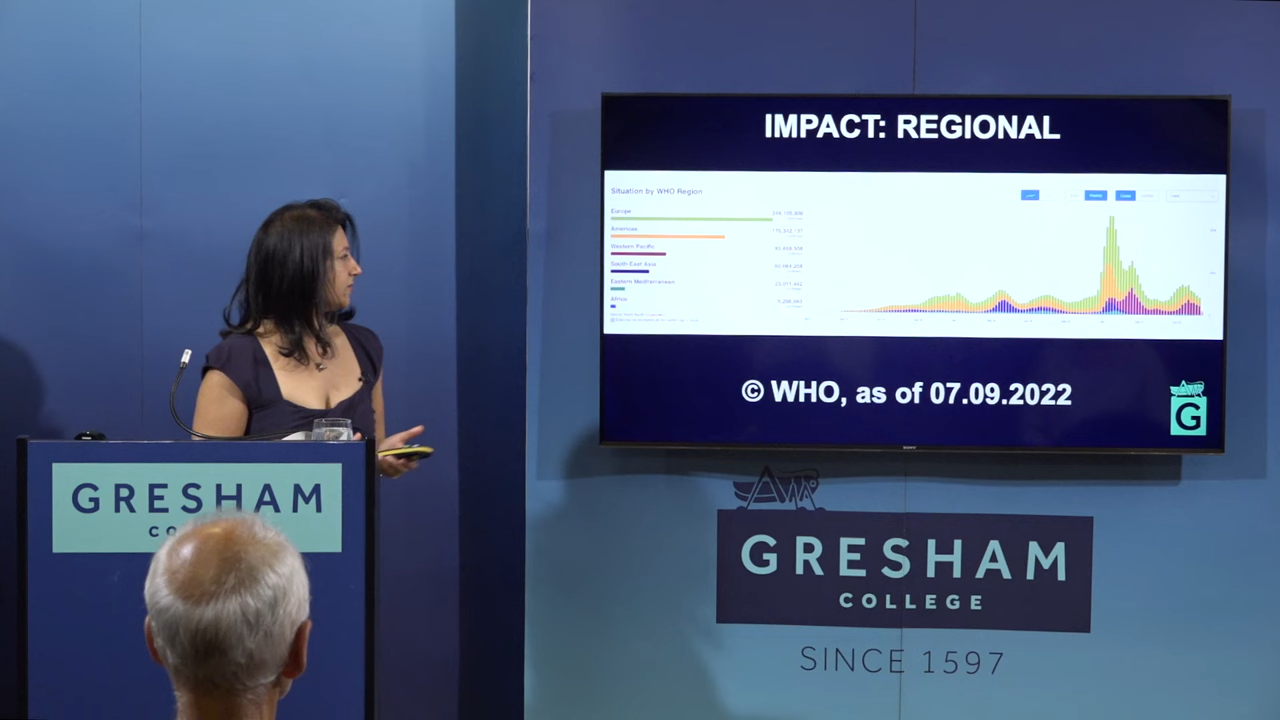 IMPACT: REGIONAL
Situation by WHO Region
Europe
Americas
Western Pacific
South East Asia
Eastern Mediterranean
Africa
© WHO, as of 07.09.2022
G
GRESHAM
CO
GRESHAM
COLLEGE
SINCE 1597